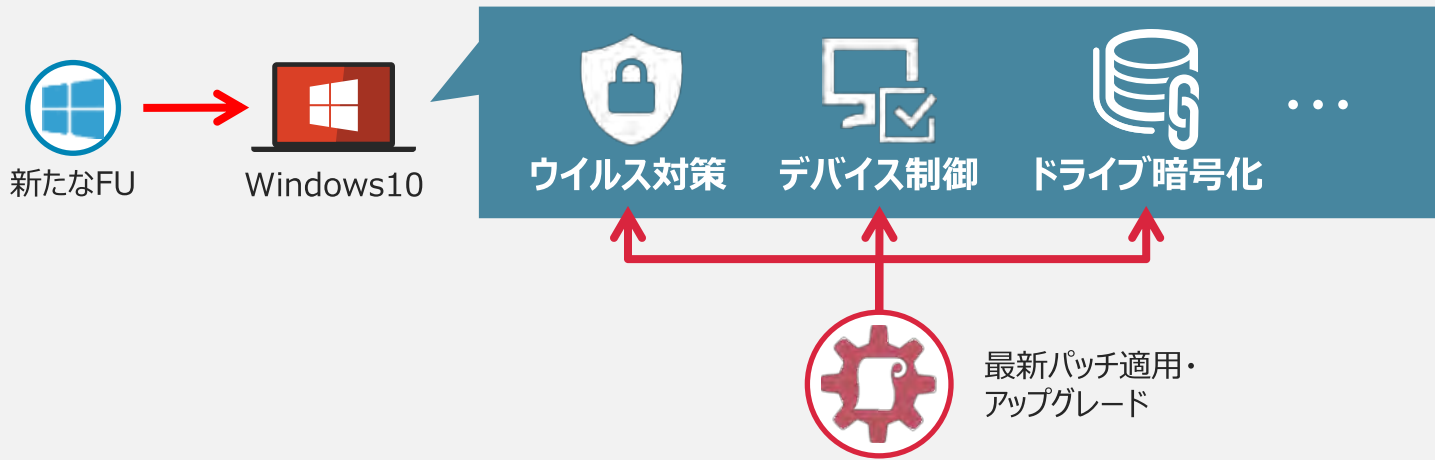 新たなFU
Windows10
ウイルス対策
デバイス制御
ドライブ暗号化
...
最新パッチ適用・
アップグレード